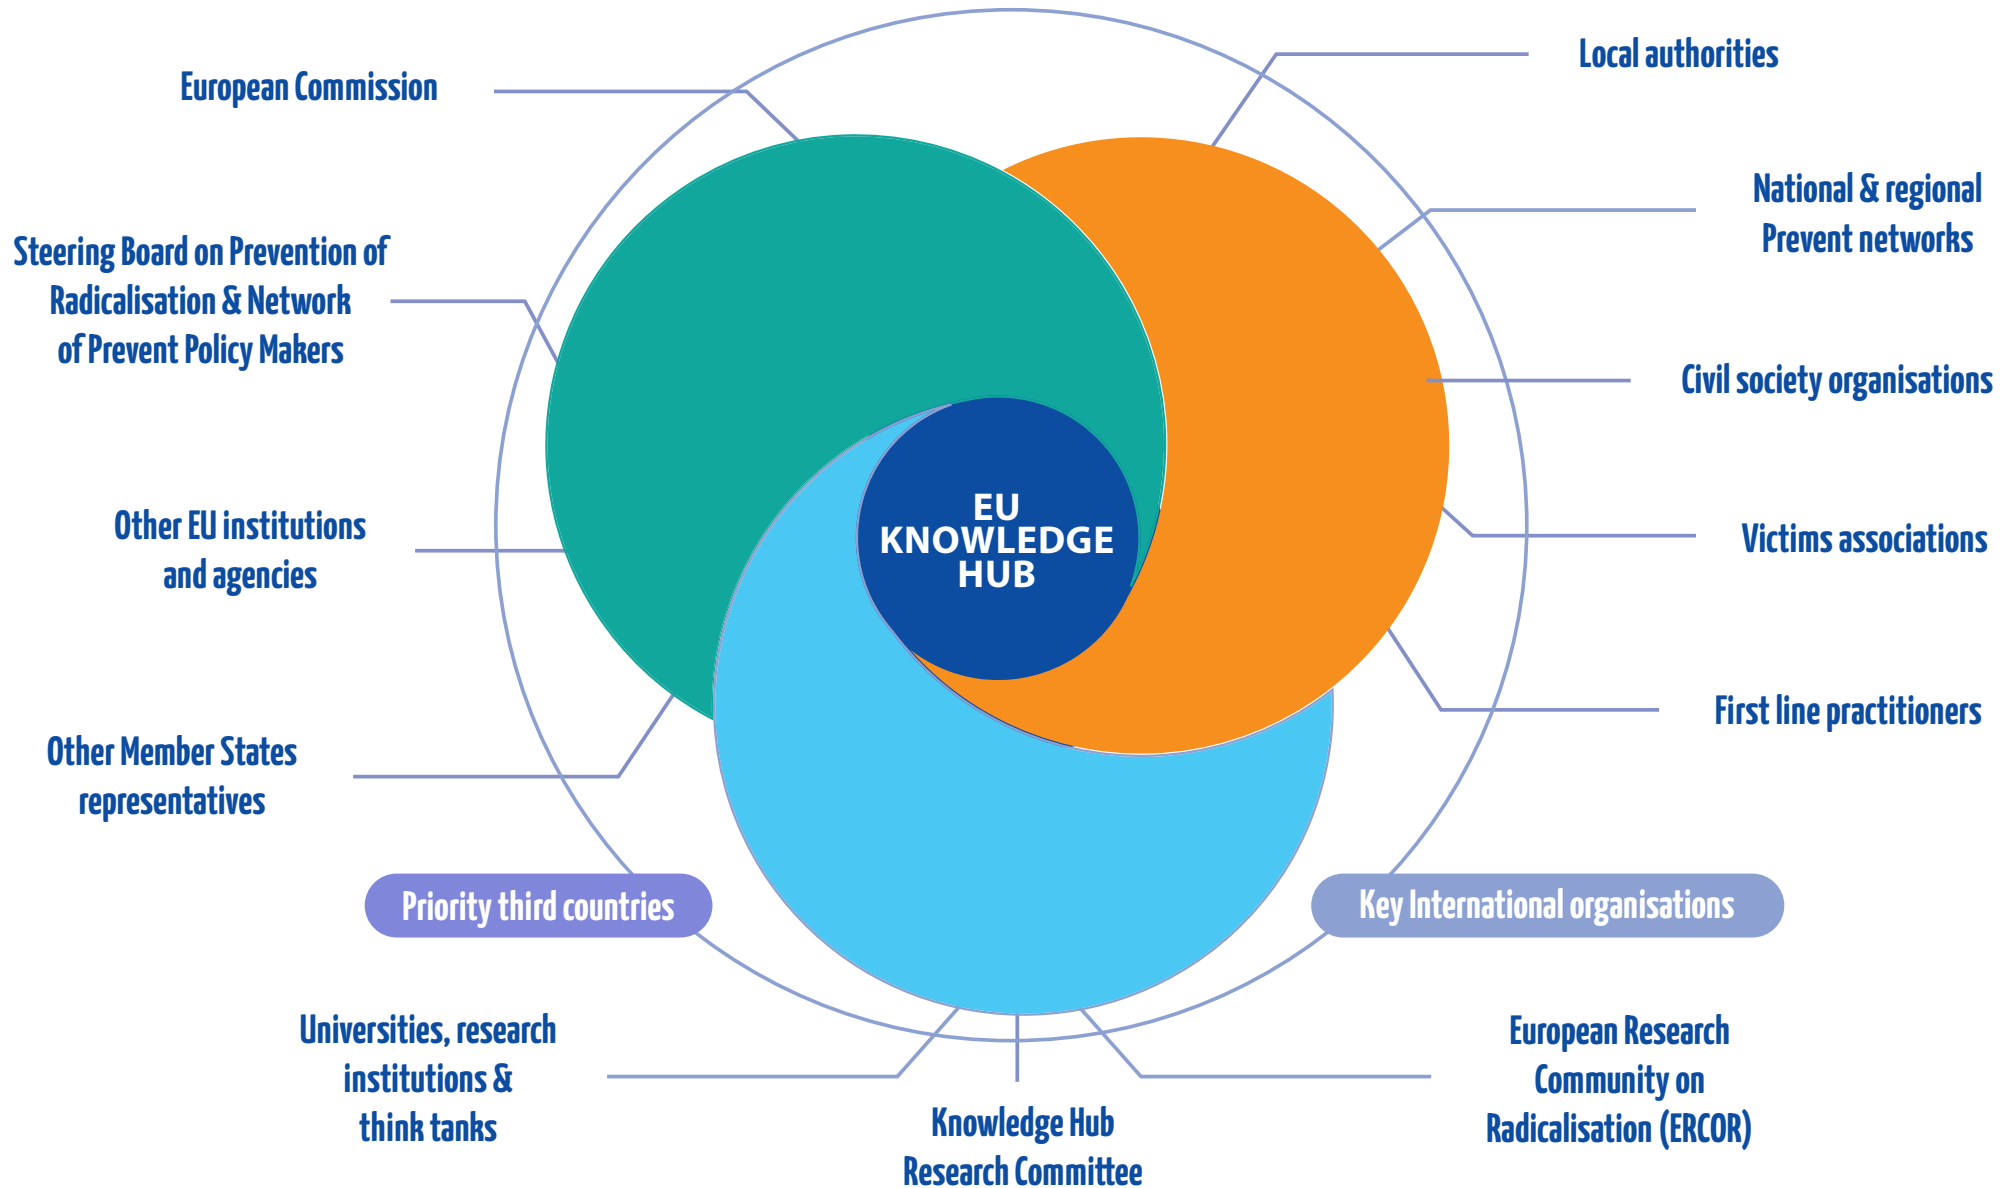 European Commission
Steering Board on Prevention of
Radicalisation & Network
of Prevent Policy Makers
Other EU institutions
and agencies
Other Member States
representatives
Priority third countries
Universities, research
institutions &
think tanks
Knowledge Hub
Research Committee
European Research
Community on
Radicalisation (ERCOR)
Key International organisations
First line practitioners
Victims associations
Civil society organisations
National & regional
Prevent networks
Local authorities
EU
KNOWLEDGE
HUB